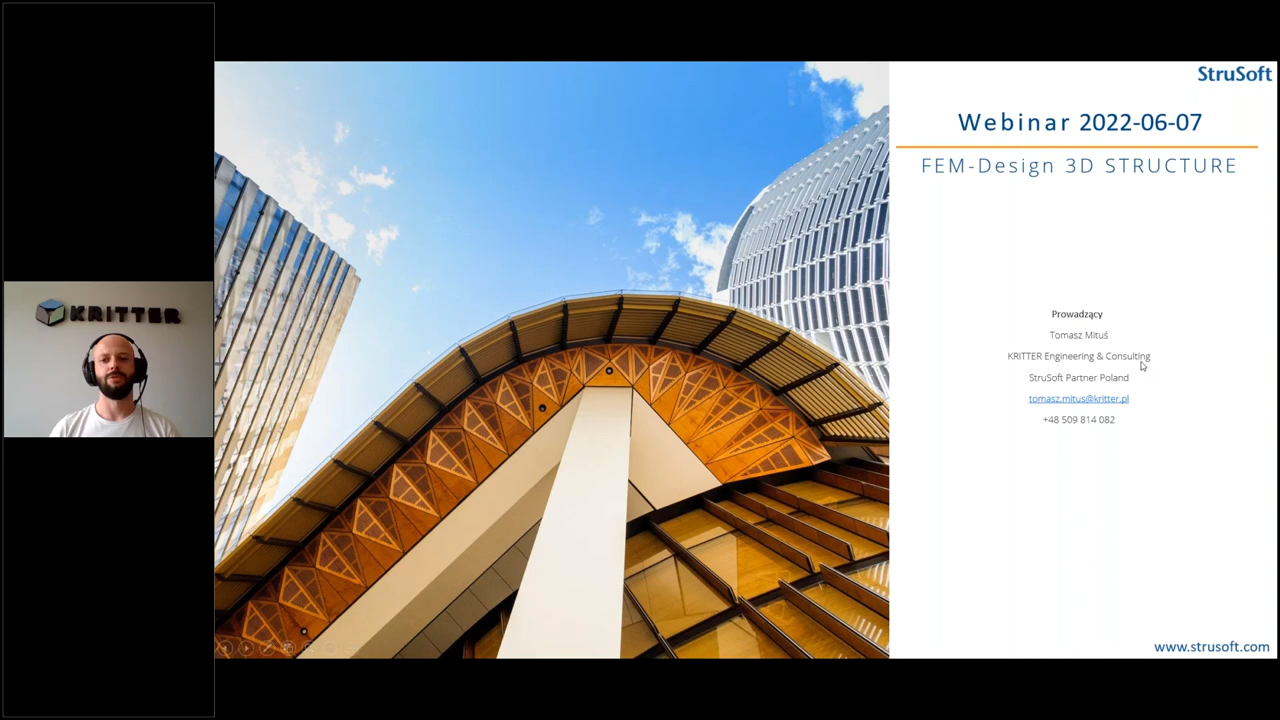 KRITTER
StruSoft
Webinar 2022-06-07
FEM-Design 3D STRUCTURE
Prowadzący
Tomasz Mituś
KRITTER Engineering & Consulting
StruSoft Partner Poland
tomasz.mitus@kritter.pl
+48 509 814 082
www.strusoft.com